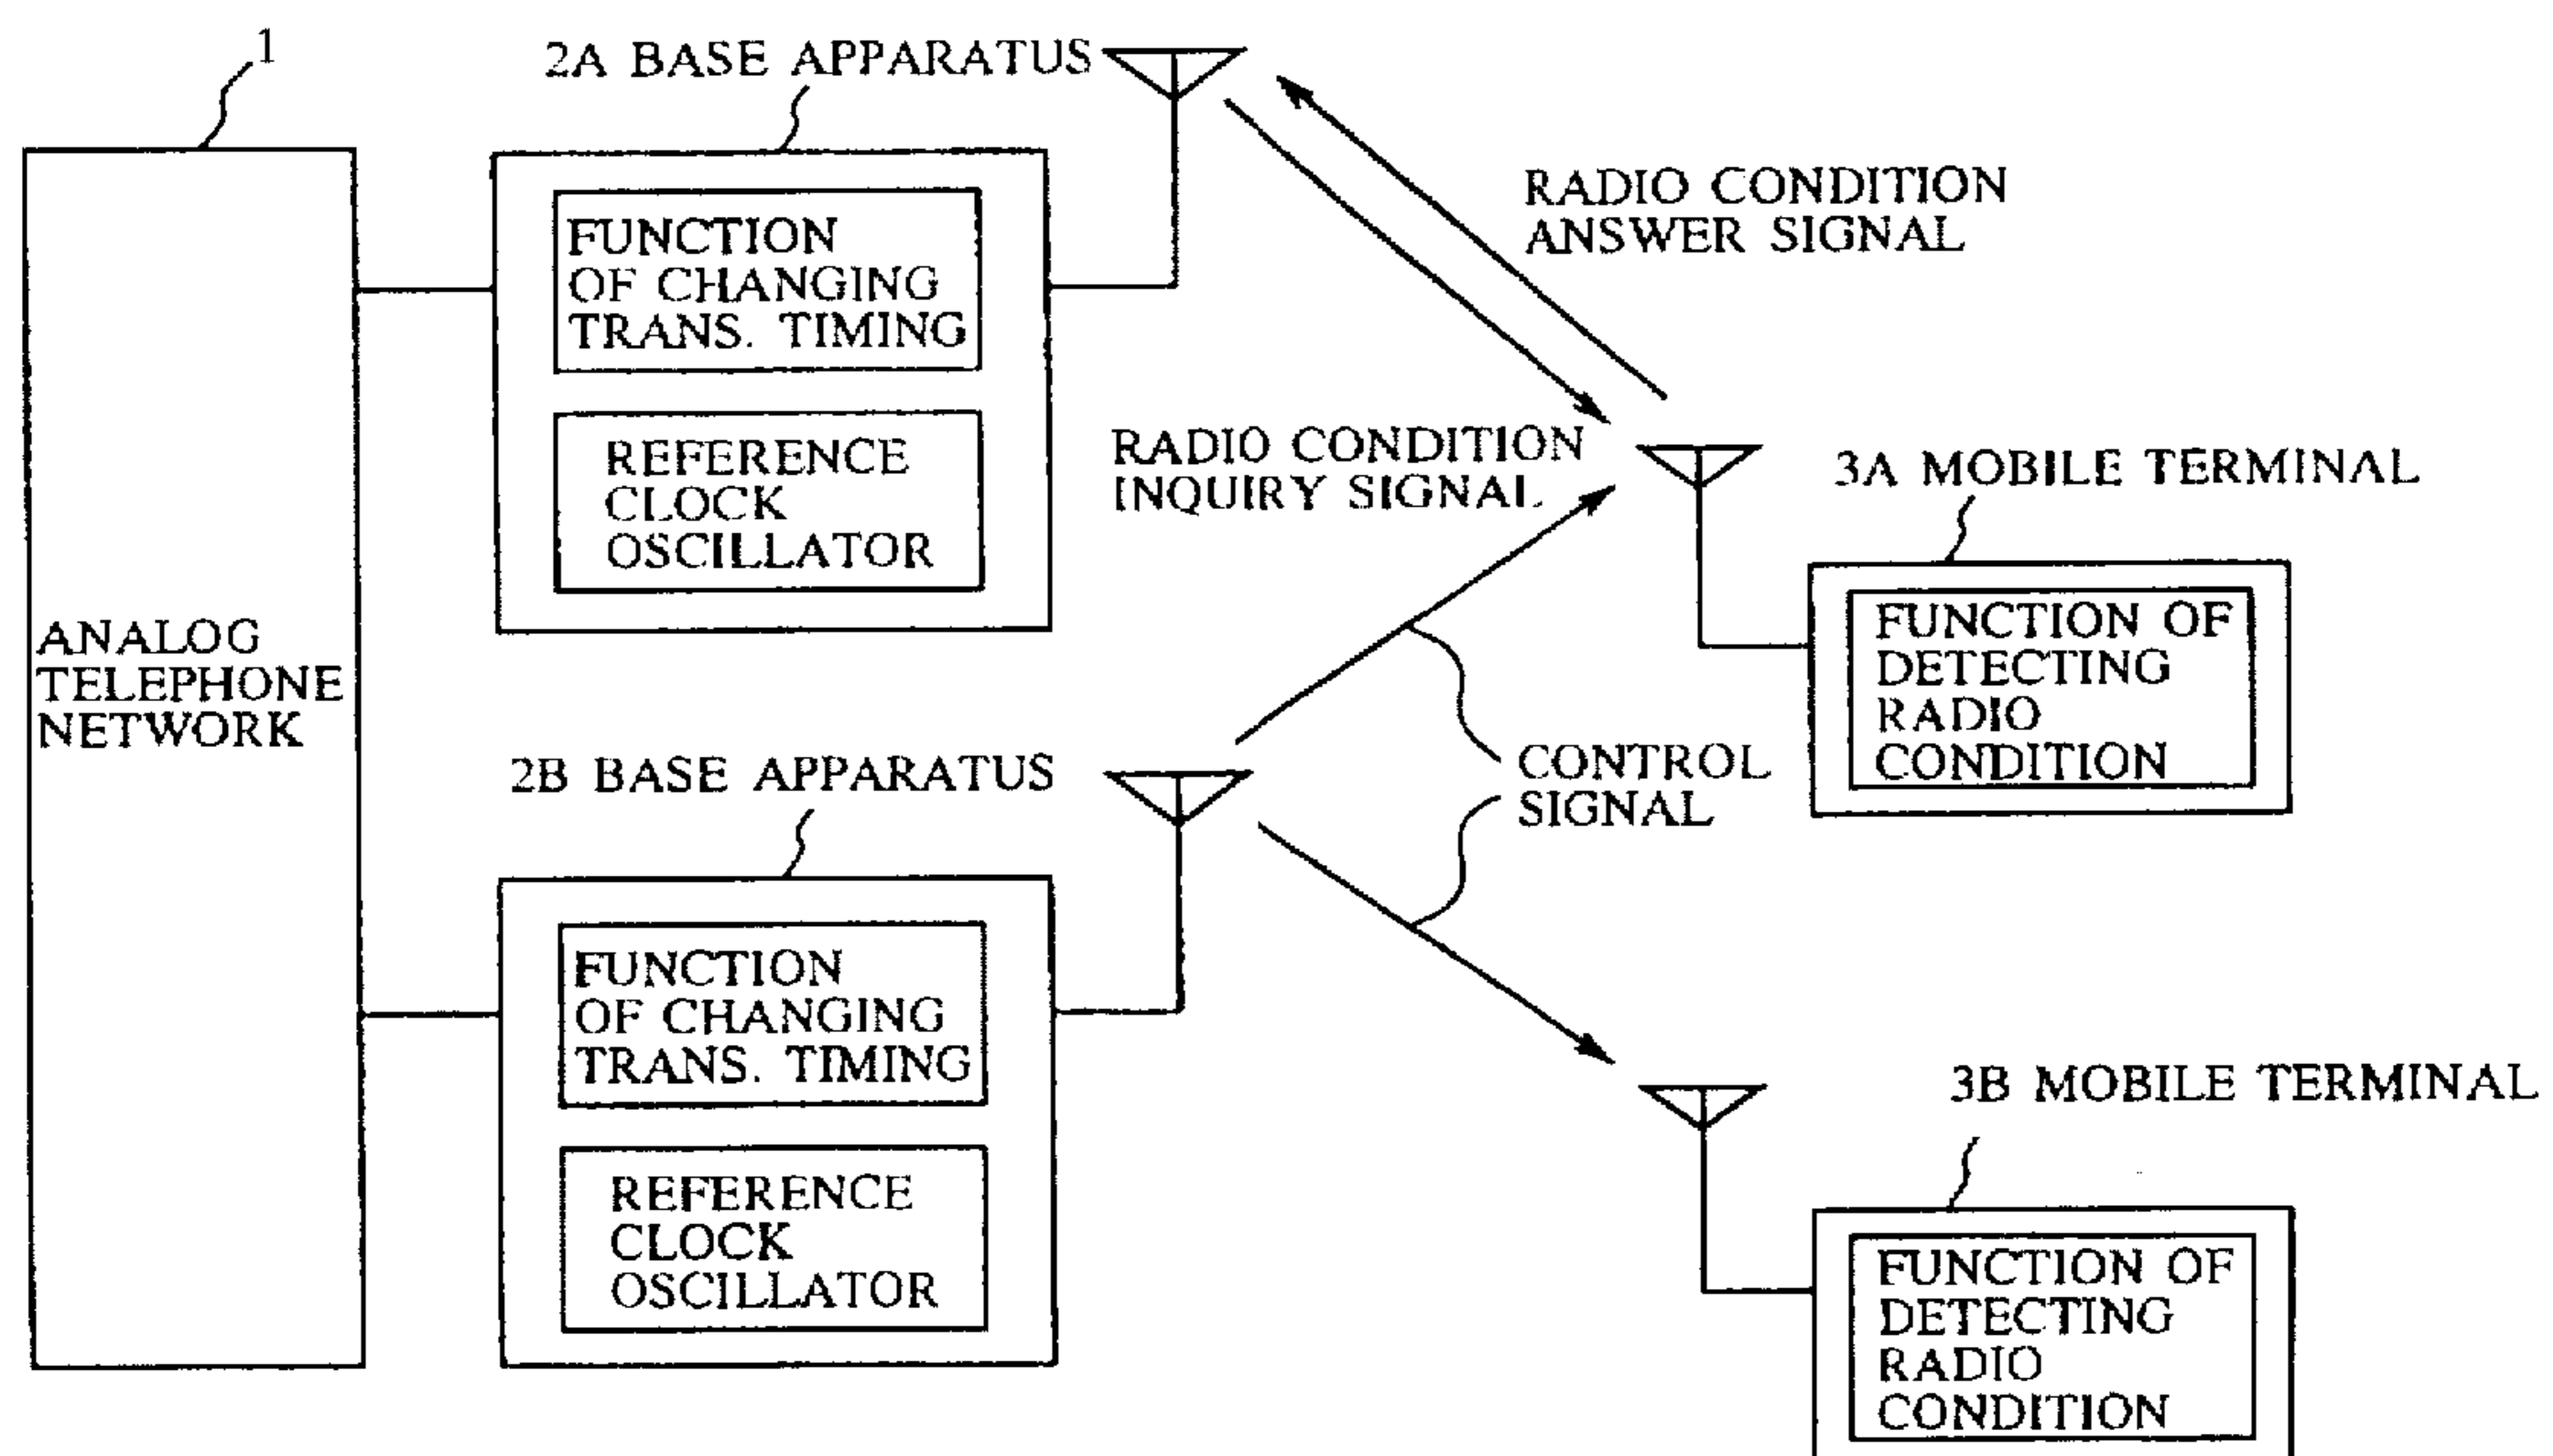 1
2A BASE APPARATUS
FUNCTION
OF CHANGING
TRANS. TIMING
REFERENCE
CLOCK
OSCILLATOR
ANALOG
TELEPHONE
NETWORK
RADIO CONDITION
ANSWER SIGNAL
RADIO CONDITION
INQUIRY SIGNAL
3A MOBILE TERMINAL
FUNCTION OF
DETECTING
RADIO
CONDITION
CONTROL
SIGNAL
2B BASE APPARATUS
FUNCTION
OF CHANGING
TRANS. TIMING
REFERENCE
CLOCK
OSCILLATOR
3B MOBILE TERMINAL
FUNCTION OF
DETECTING
RADIO
CONDITION